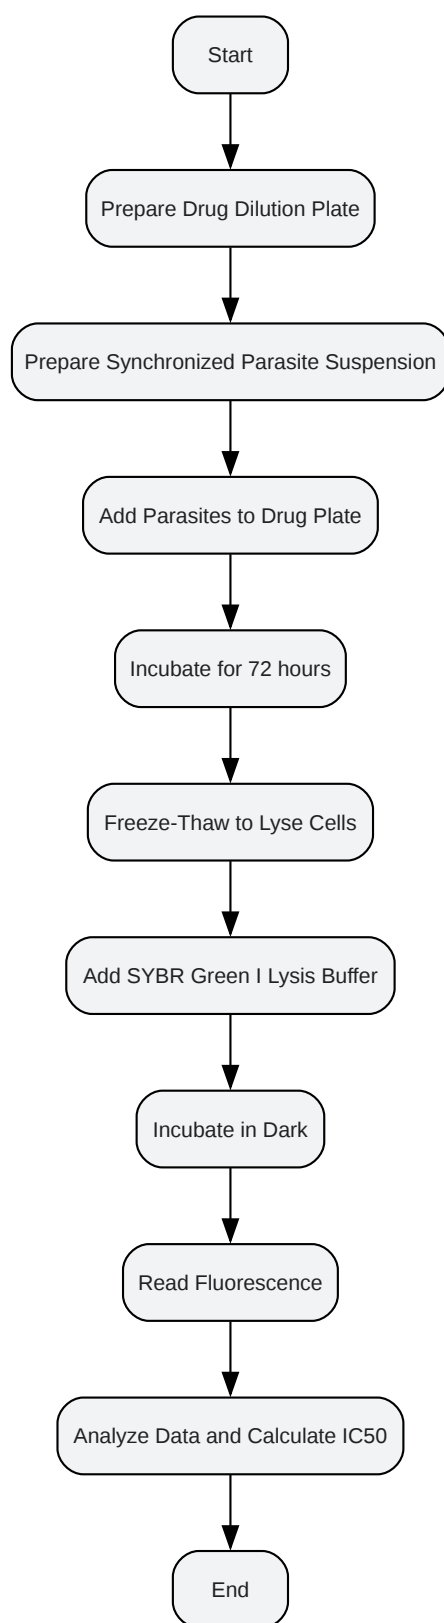 Start
Prepare Drug Dilution Plate
Prepare Synchronized Parasite Suspension
Add Parasites to Drug Plate
Incubate for 72 hours
Freeze-Thaw to Lyse Cells
Add SYBR Green I Lysis Buffer
Incubate in Dark
Read Fluorescence
Analyze Data and Calculate IC50
End